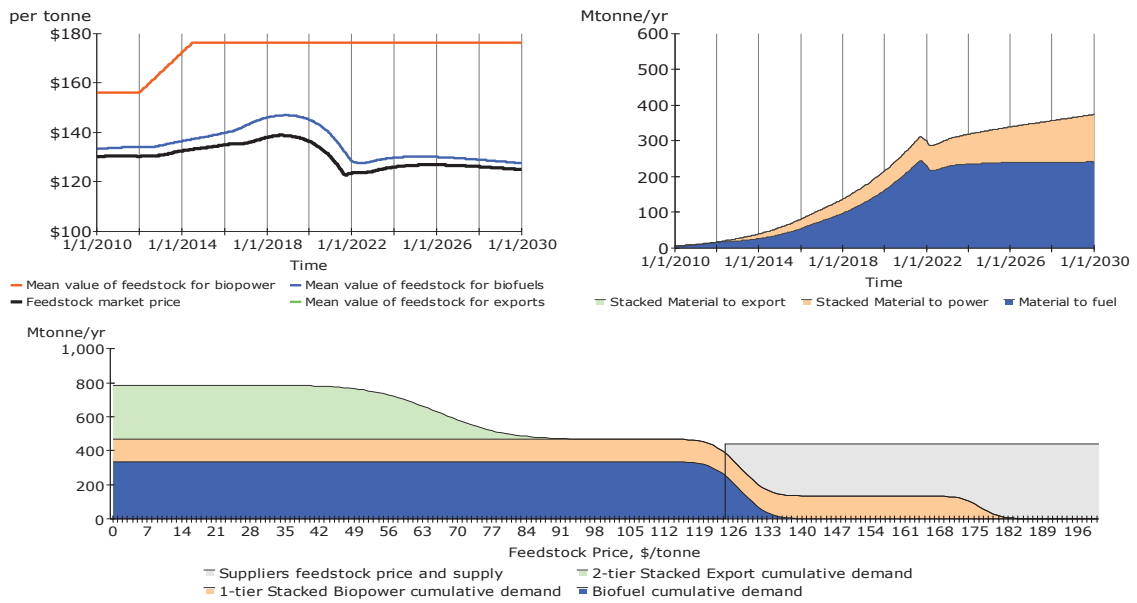 per tonne
$180
$160
$140
$120
$100
1/1/2010 1/1/2014 1/1/2018 1/1/2022 1/1/2026 1/1/2030
Time
Mean value of feedstock for biopower Mean value of feedstock for biofuels
Feedstock market price Mean value of feedstock for exports
Mtonne/yr
600
500
400
300
200
100
0
1/1/2010 1/1/2014 1/1/2018 1/1/2022 1/1/2026 1/1/2030
Time
Stacked Material to export Stacked Material to power Material to fuel
Mtonne/yr
1,000
800
600
400
200
0
0 7 14 21 28 35 42 49 56 63 70 77 84 91 98 105 112 119 126 133 140 147 154 161 168 175 182 189 196
Feedstock Price, $/tonne
Suppliers feedstock price and supply 2-tier Stacked Export cumulative demand
1-tier Stacked Biopower cumulative demand Biofuel cumulative demand